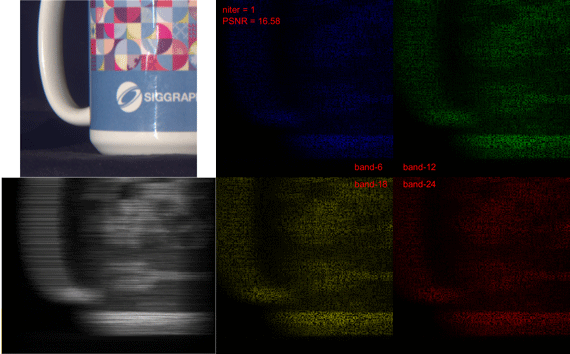 SIGGRAPH
niter = 1
PSNR = 16.58
band-6
band-12
band-18
band-24